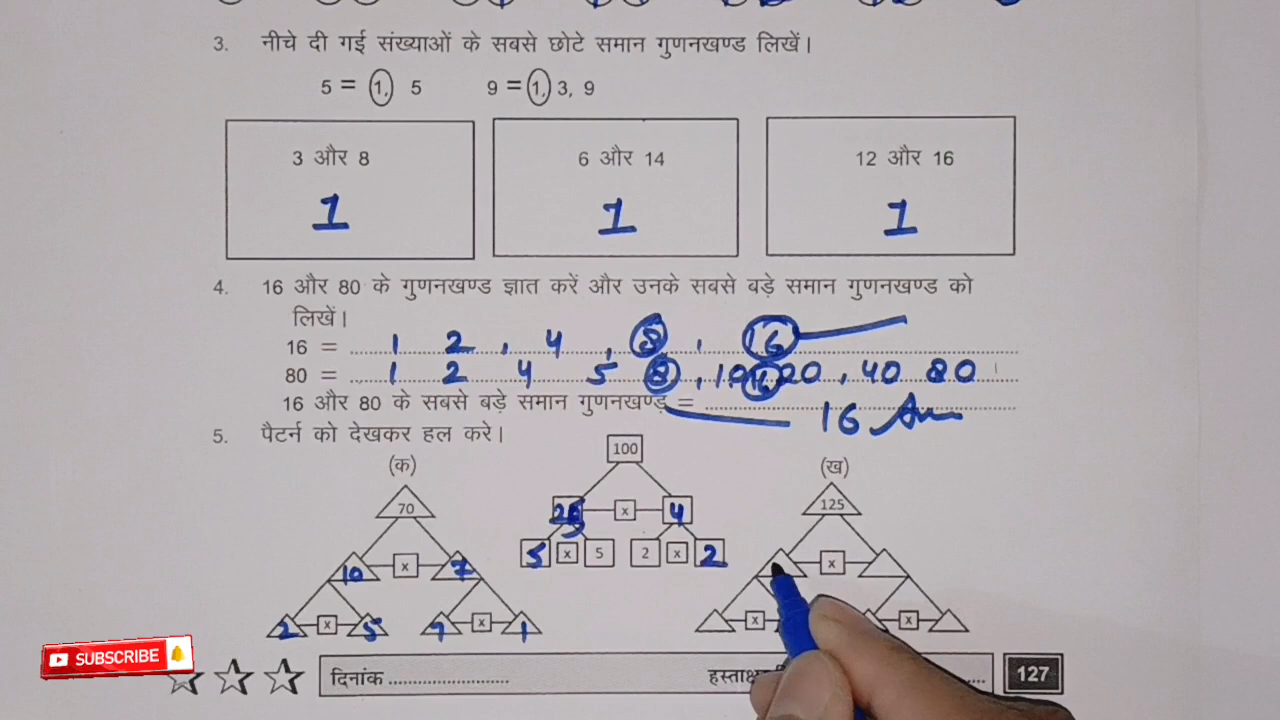 3. नीचे दी गई संख्याओं के सबसे छोटे समान गुणनखण्ड लिखें।
5 = 1, 5 9 = 1, 3, 9
3 और 8 6 और 14 12 और 16
1 1 1
4. 16 और 80 के गुणनखण्ड ज्ञात करें और उनके सबसे बड़े समान गुणनखण्ड को
लिखें।
16 = 1 2, 4, 8, 16
80 = 1 2 4 5 8, 10 16 20, 40 80
16 और 80 के सबसे बड़े समान गुणनखण्ड = 16 Ans
5. पैटर्न को देखकर हल करे।
(क) 100 (ख)
70 125
25 x 4
10 x 7 x
5 x 5 2 x 2
2 x 5 7 x 1 x x
SUBSCRIBE
दिनांक 127